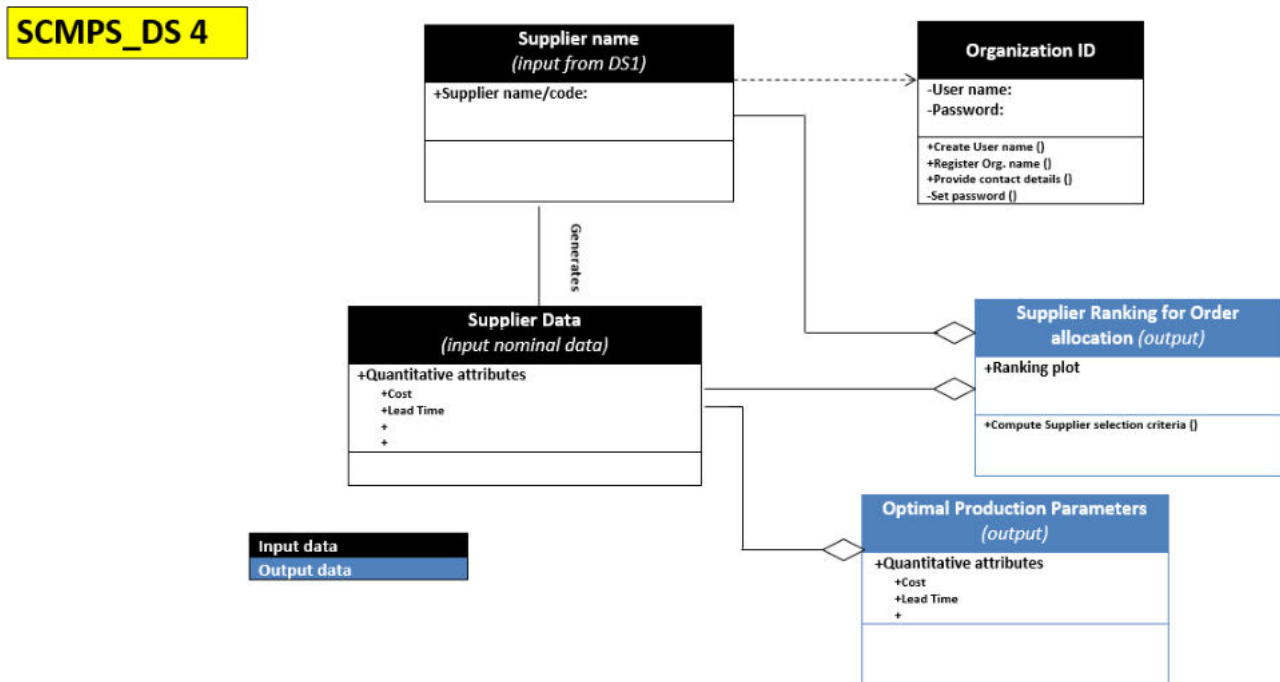 SCMPS_DS 4
Supplier name
(input from DS1)
+Supplier name/code:
Organization ID
-User name:
-Password:
+Create User name ()
+Register Org. name ()
+Provide contact details ()
-Set password ()
Generates
Supplier Data
(input nominal data)
+Quantitative attributes
+Cost
+Lead Time
+
+
Supplier Ranking for Order
allocation (output)
+Ranking plot
+Compute Supplier selection criteria ()
Optimal Production Parameters
(output)
+Quantitative attributes
+Cost
+Lead Time
+
Input data
Output data